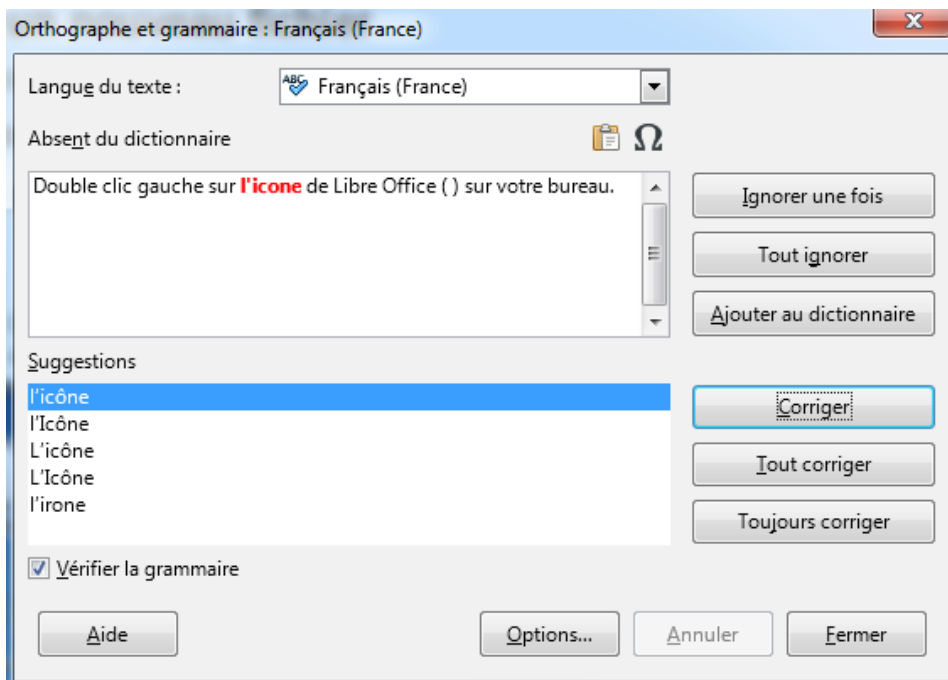 Orthographe et grammaire : Français (France)
Langue du texte :
ABC Français (France)
Absent du dictionnaire
Ω
Double clic gauche sur l'icone de Libre Office ( ) sur votre bureau.
Ignorer une fois
Tout ignorer
Ajouter au dictionnaire
Suggestions
l'icône
l'Icône
L'icône
L'Icône
l'irone
Corriger
Tout corriger
Toujours corriger
Vérifier la grammaire
Aide
Options...
Annuler
Fermer